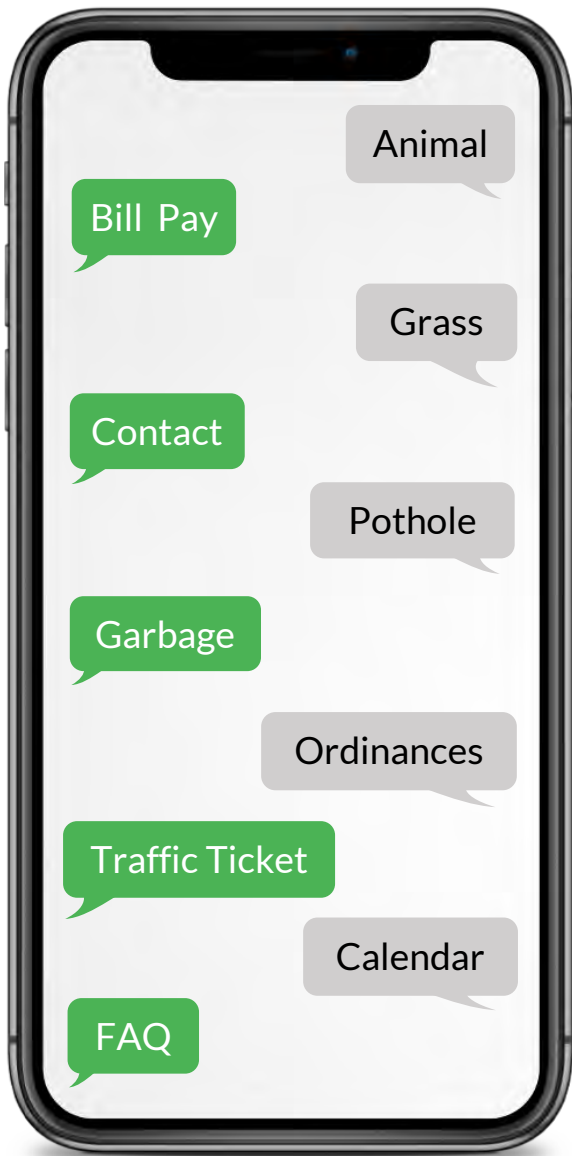 Animal
Bill Pay
Grass
Contact
Pothole
Garbage
Ordinances
Traffic Ticket
Calendar
FAQ